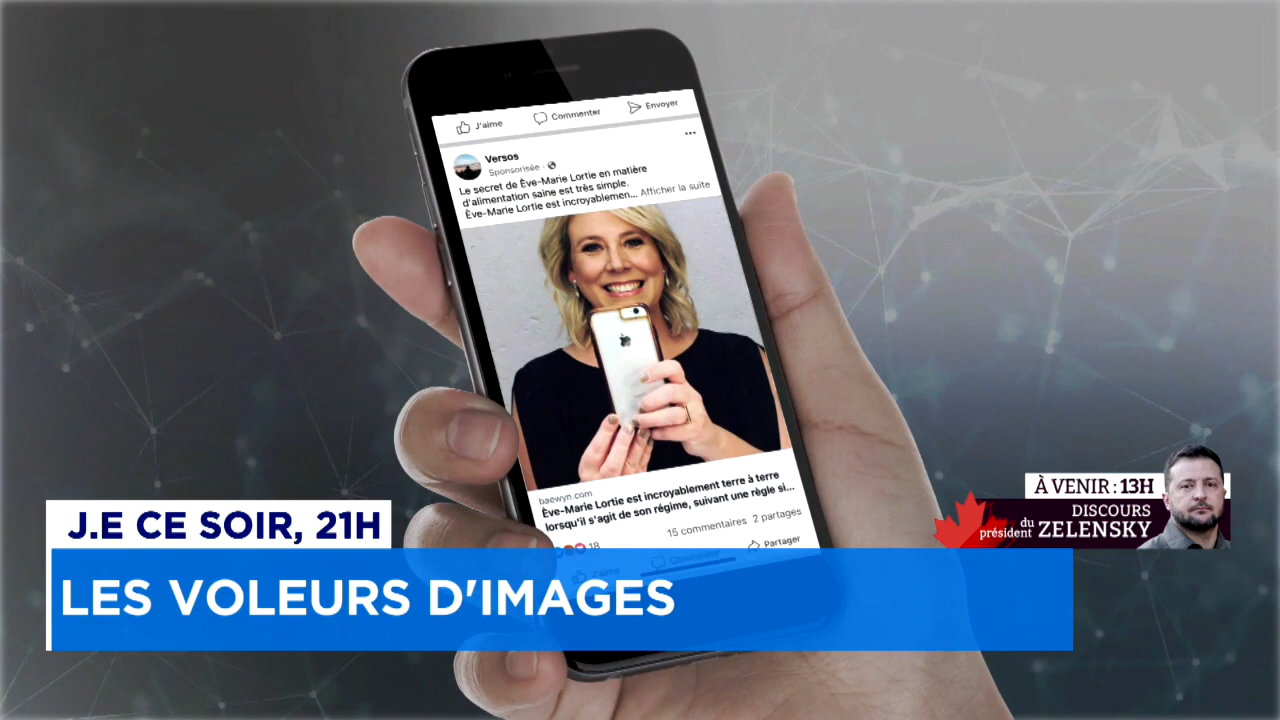 J'aime Commenter Envoyer
Versos
Sponsorisée ·
Le secret de Ève-Marie Lortie en matière
d'alimentation saine est très simple.
Ève-Marie Lortie est incroyablemen... Afficher la suite
baewyn.com
Ève-Marie Lortie est incroyablement terre à terre
lorsqu'il s'agit de son régime, suivant une règle si...
18 15 commentaires 2 partages
J'aime Commenter Partager
À VENIR : 13H
DISCOURS
du
président ZELENSKY
J.E CE SOIR, 21H
LES VOLEURS D'IMAGES